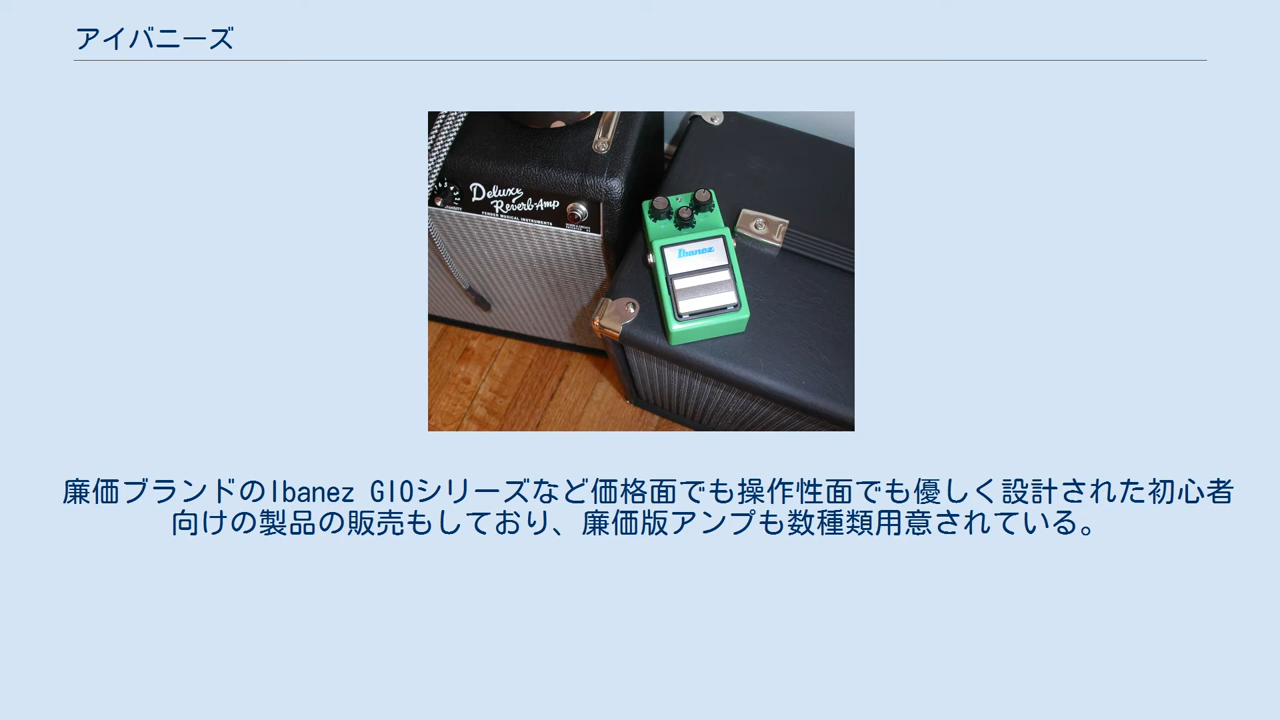 アイバニーズ
Deluxe
Reverb-Amp
FENDER MUSICAL INSTRUMENTS
Ibanez
廉価ブランドのIbanez GIOシリーズなど価格面でも操作性面でも優しく設計された初心者
向けの製品の販売もしており、廉価版アンプも数種類用意されている。